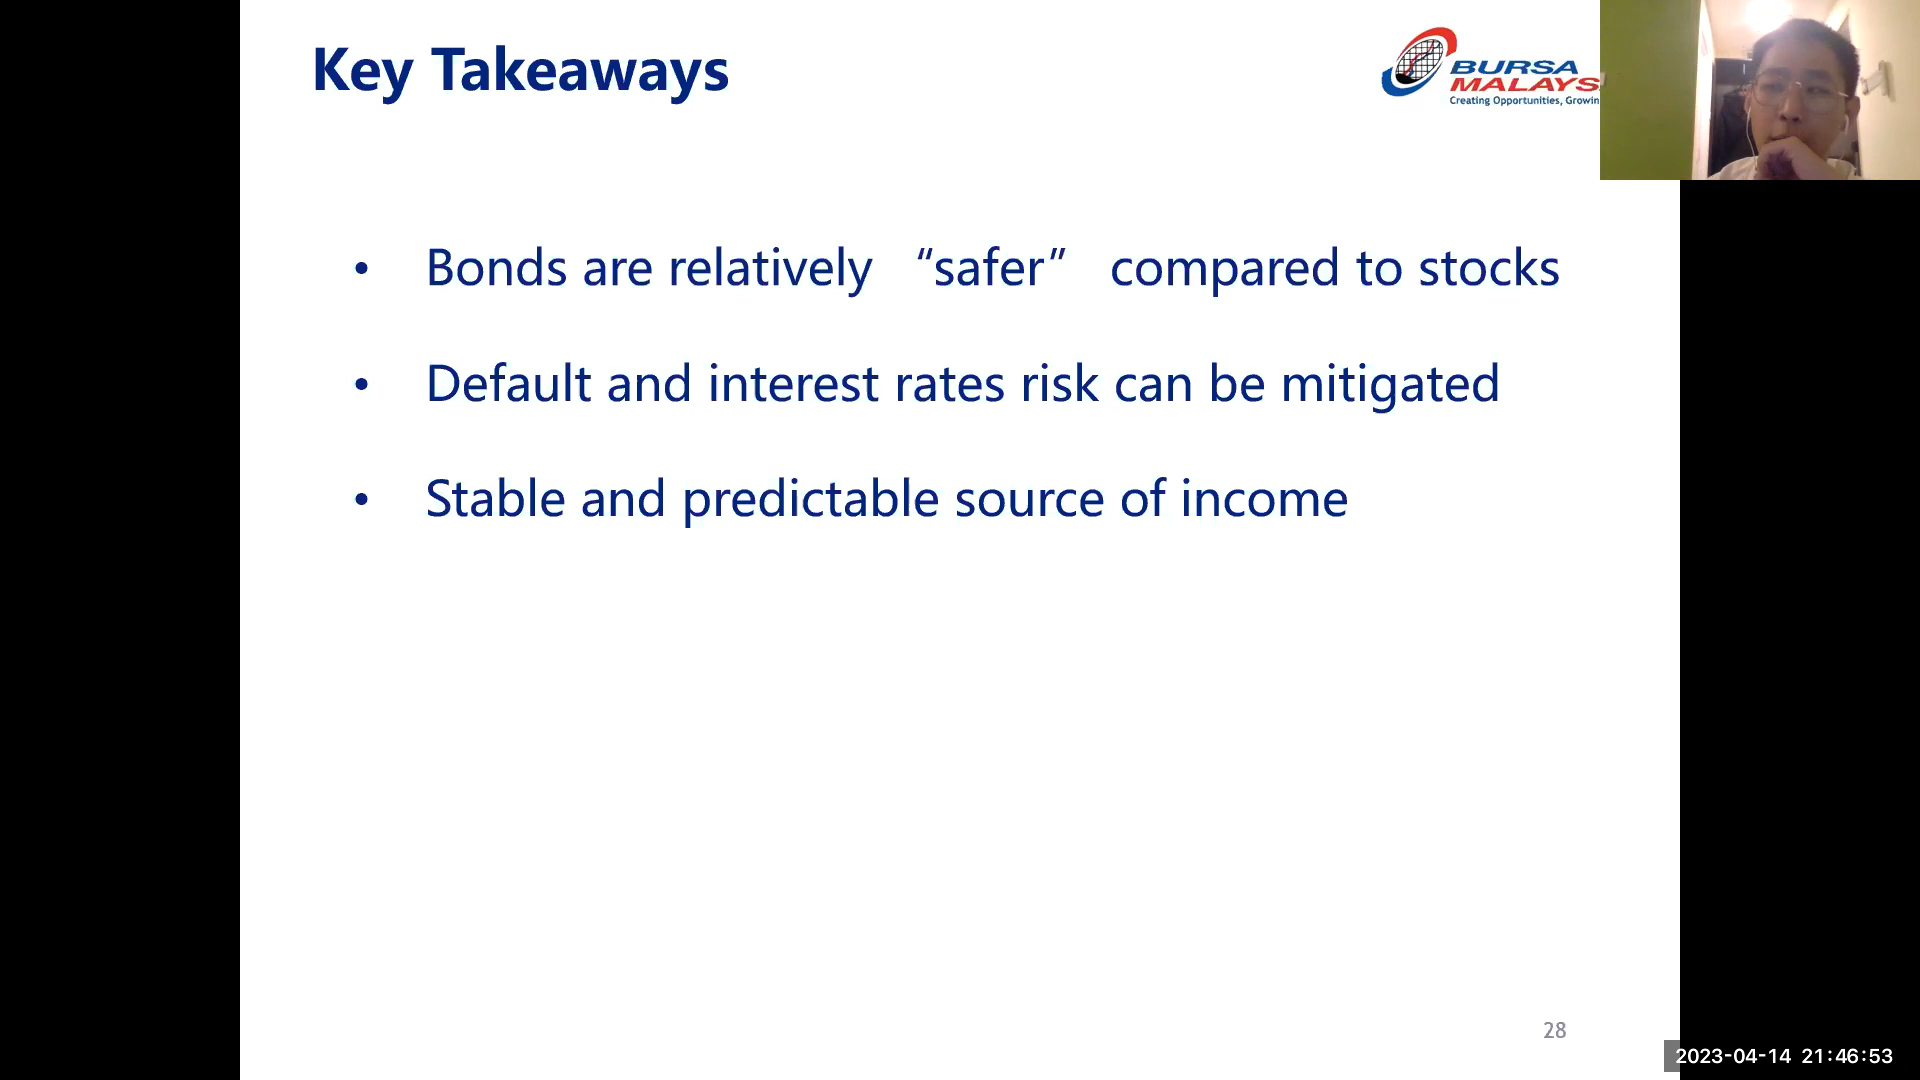 Key Takeaways
BURSA
MALAYS
Creating Opportunities, Growin
• Bonds are relatively “safer” compared to stocks
• Default and interest rates risk can be mitigated
• Stable and predictable source of income
28
2023-04-14 21:46:53